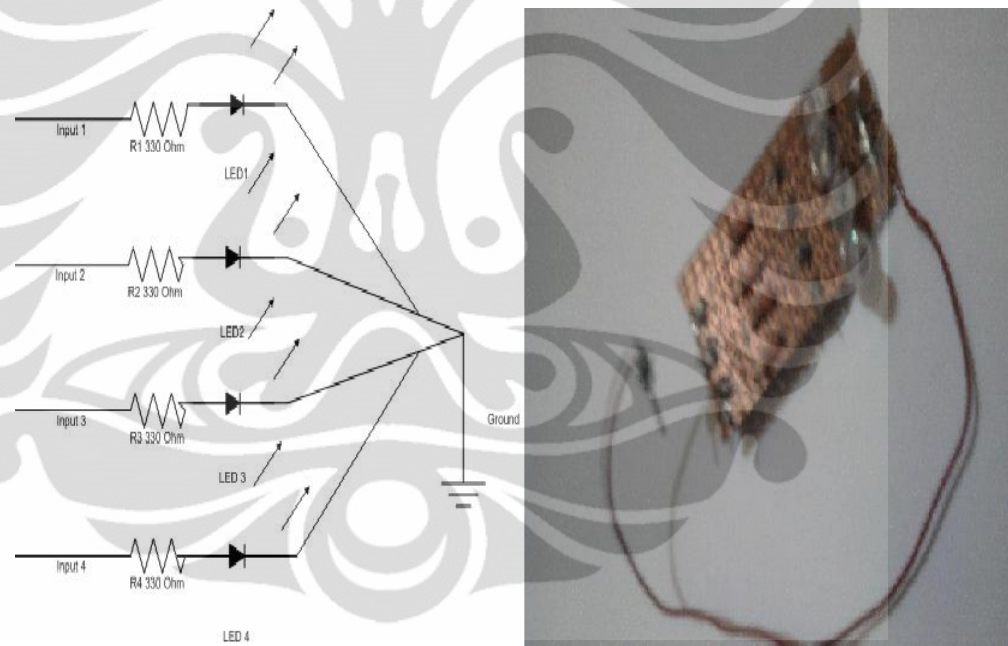 Input 1
R1 330 Ohm
LED1
Input 2
R2 330 Ohm
LED2
Input 3
R3 330 Ohm
Ground
LED 3
Input 4
R4 330 Ohm
LED 4